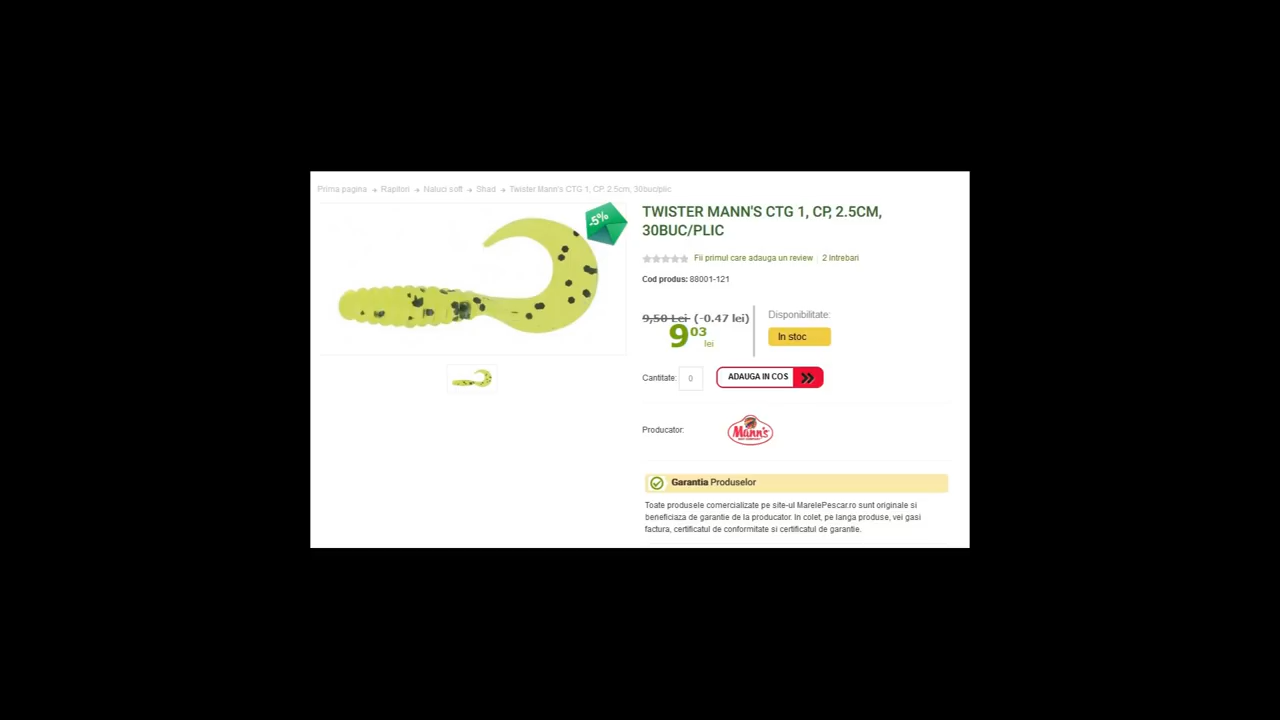 Prima pagina → Rapitori → Naluci soft → Shad → Twister Mann's CTG 1, CP, 2.5cm, 30buc/plic
-5%
TWISTER MANN'S CTG 1, CP, 2.5CM,
30BUC/PLIC
Fii primul care adauga un review | 2 Intrebari
Cod produs: 88001-121
9,50 Lei (-0.47 lei)
9 03
lei
Disponibilitate:
In stoc
Cantitate: 0
ADAUGA IN COS
Producator:
Mann's
Garantia Produselor
Toate produsele comercializate pe site-ul MarelePescar.ro sunt originale si
beneficiaza de garantie de la producator. In colet, pe langa produse, vei gasi
factura, certificatul de conformitate si certificatul de garantie.